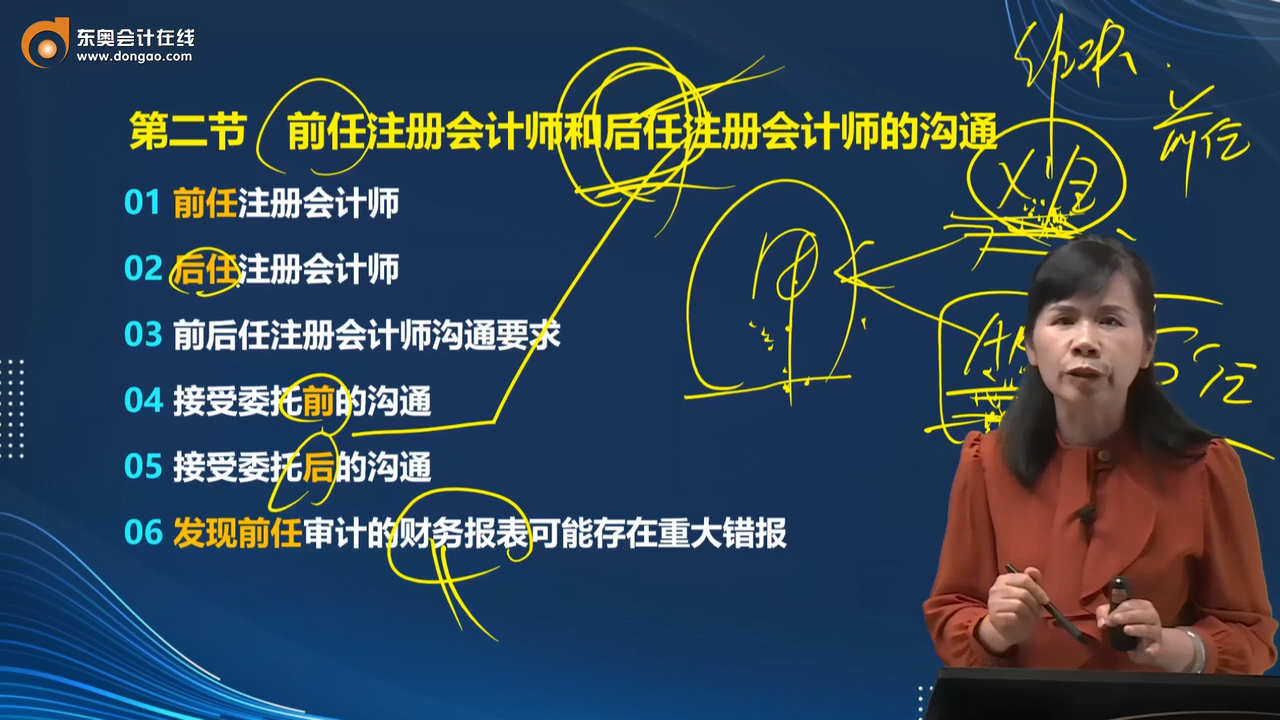 东奥会计在线
www.dongao.com
第二节 前任注册会计师和后任注册会计师的沟通
01 前任注册会计师
02 后任注册会计师
03 前后任注册会计师沟通要求
04 接受委托前的沟通
05 接受委托后的沟通
06 发现前任审计的财务报表可能存在重大错报
前任
甲